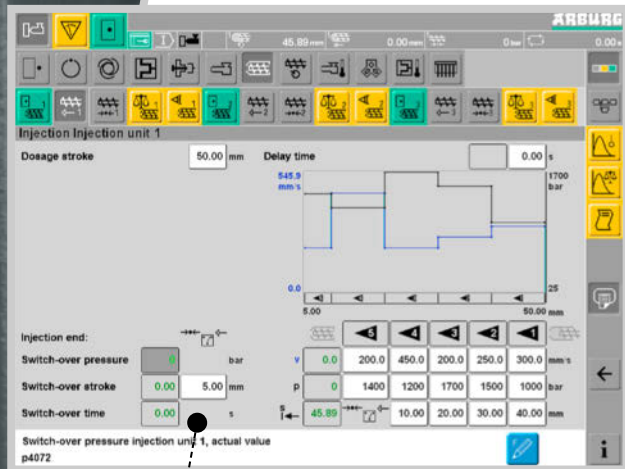 ARBURG
45.89 mm 0.00 mm 0 bar 0.00 s
Injection Injection unit 1
Dosage stroke 50.00 mm Delay time 0.00 s
545.9 mm/s 1700 bar
0.0 25
5.00 50.00 mm
Injection end: 5 4 3 2 1
Switch-over pressure 0 bar v 0.0 200.0 450.0 200.0 250.0 300.0 mm/s
Switch-over stroke 0.00 5.00 mm p 0 1400 1200 1700 1500 1000 bar
Switch-over time 0.00 s s 45.89 10.00 20.00 30.00 40.00 mm
Switch-over pressure injection unit 1, actual value
p4072